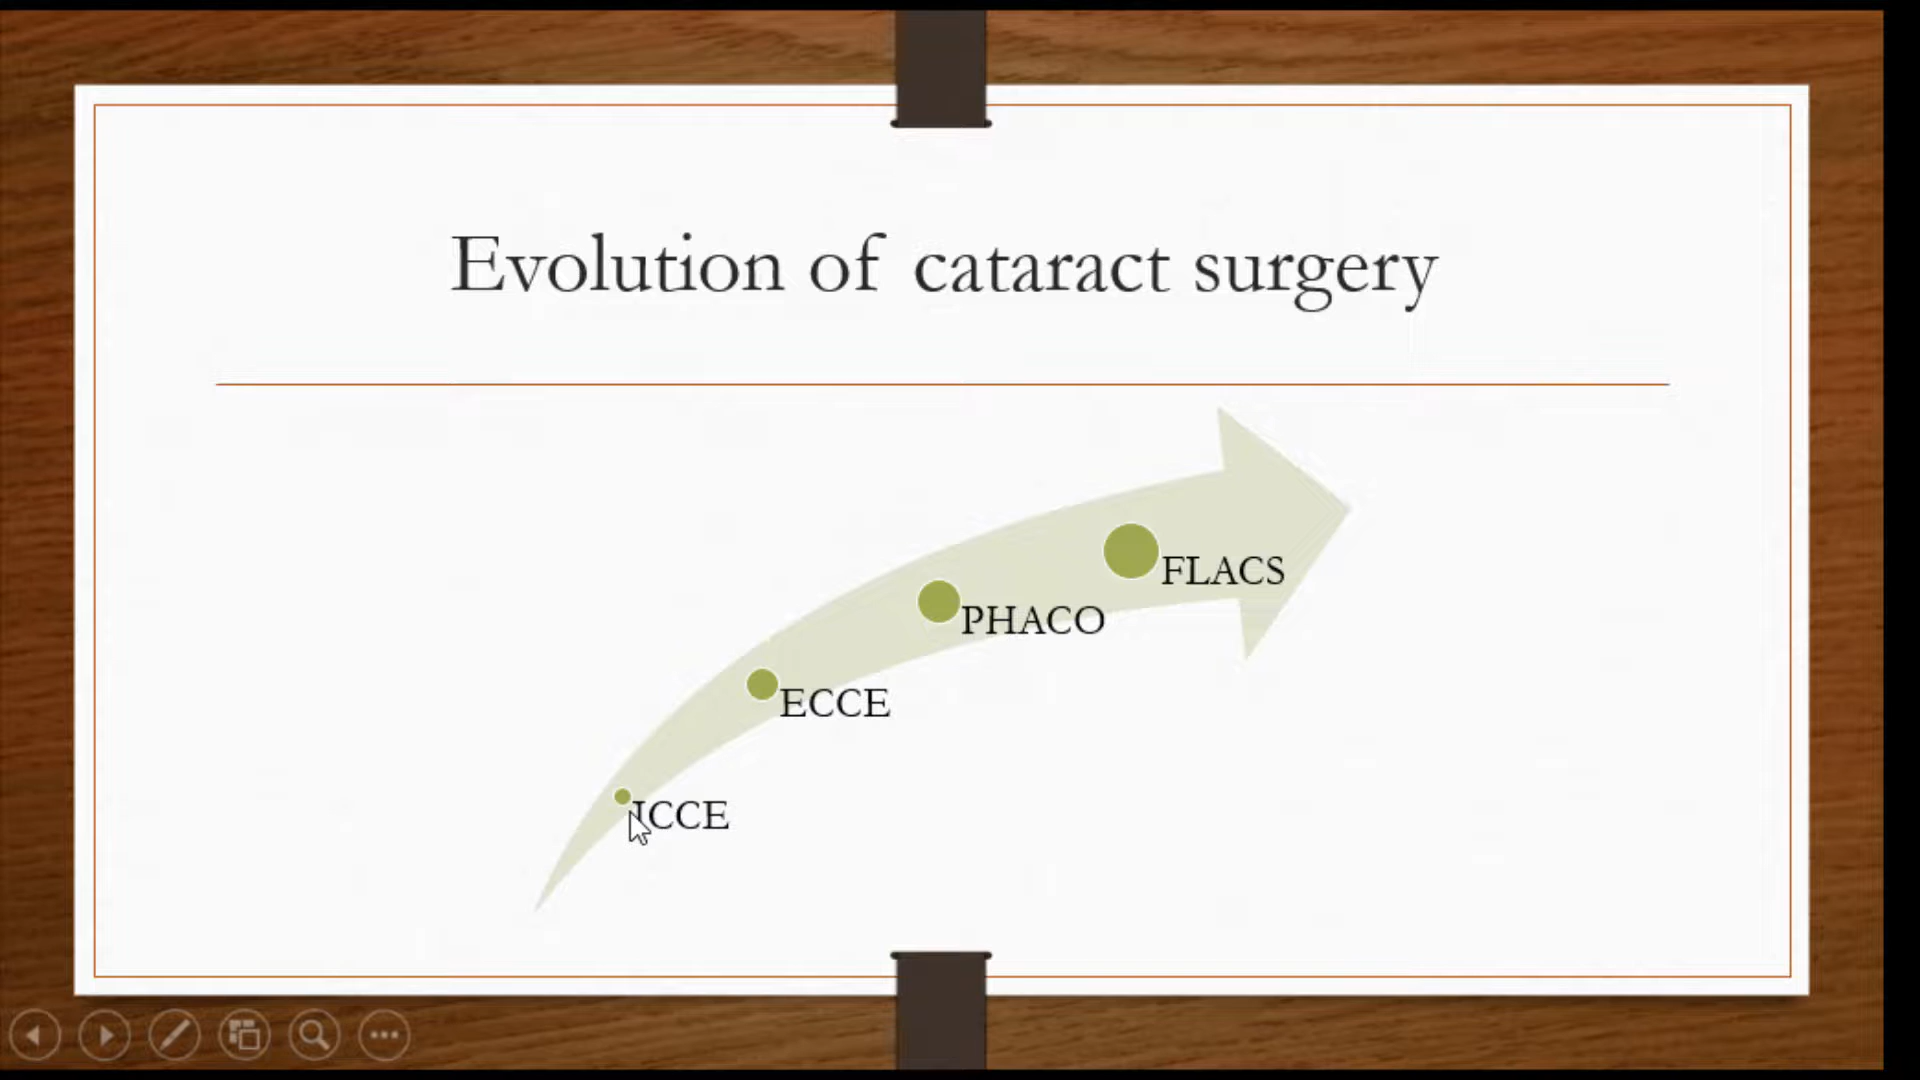 Evolution of cataract surgery
FLACS
PHACO
ECCE
ICCE